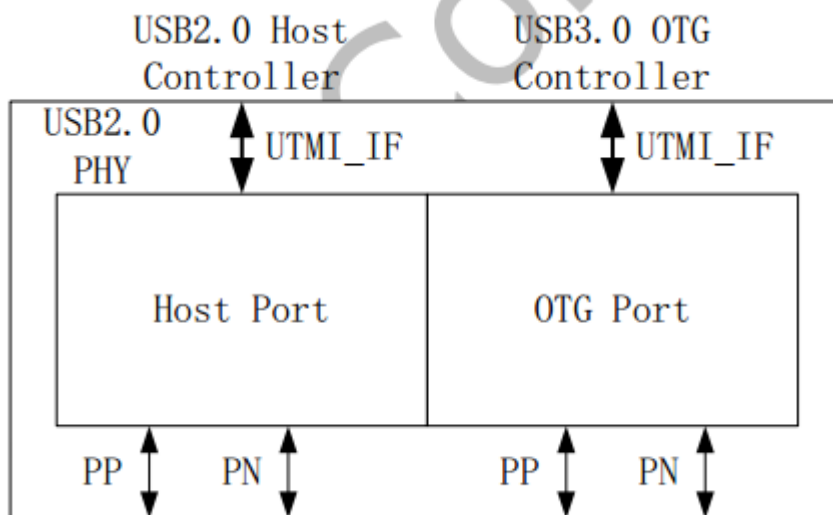 USB2.0 Host
Controller
USB3.0 OTG
Controller
USB2.0
PHY
UTMI_IF
UTMI_IF
Host Port
OTG Port
PP
PN
PP
PN